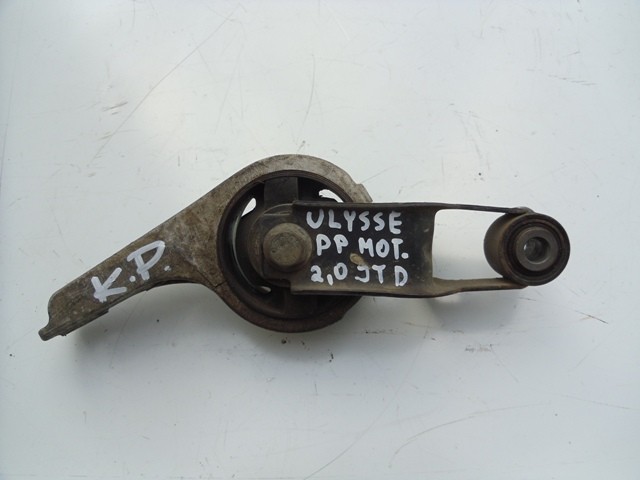 K.P.
ULYSSE
PP MOT.
2,0 JTD